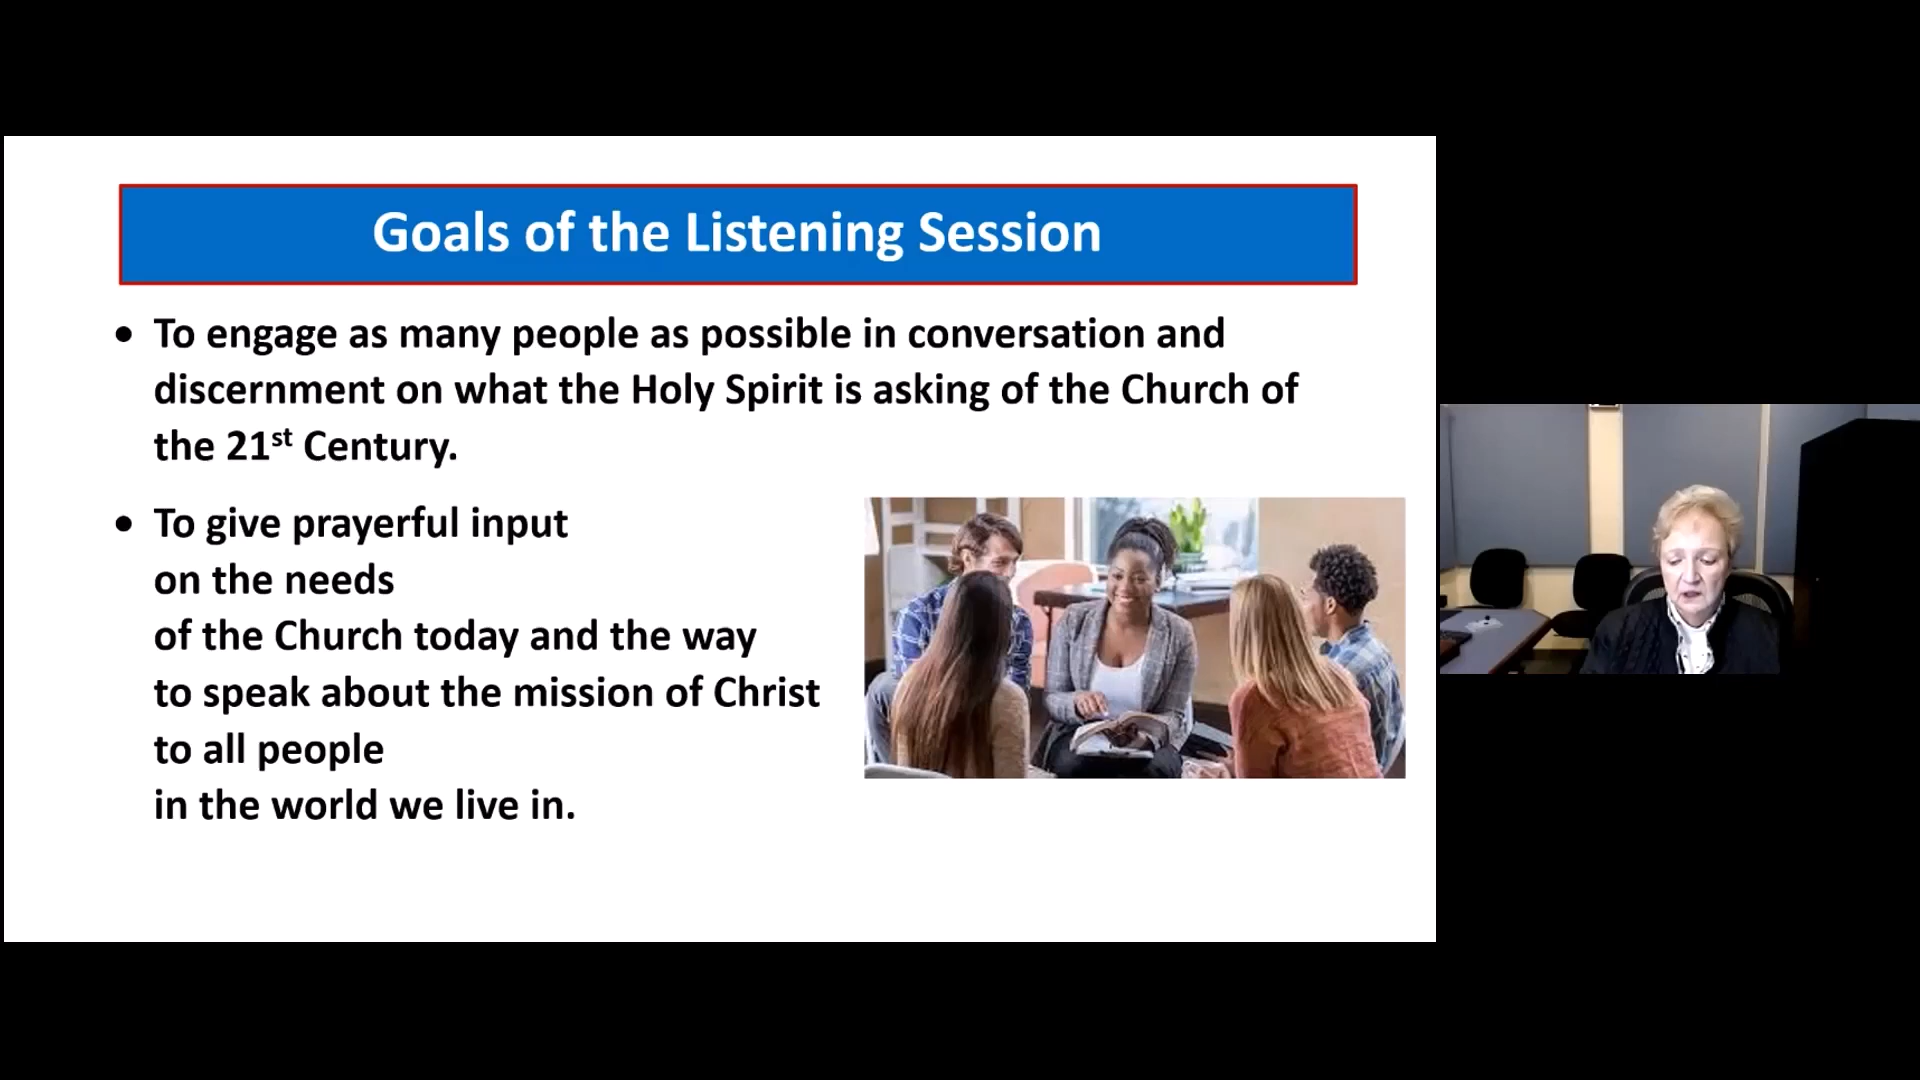 Goals of the Listening Session
• To engage as many people as possible in conversation and
discernment on what the Holy Spirit is asking of the Church of
the 21st Century.
• To give prayerful input
on the needs
of the Church today and the way
to speak about the mission of Christ
to all people
in the world we live in.